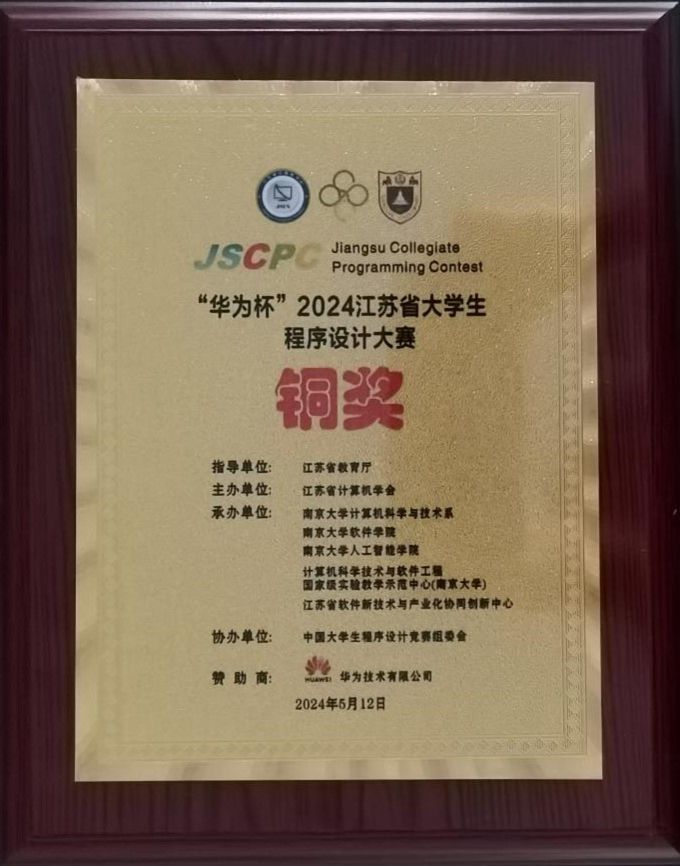 JSCPC Jiangsu Collegiate
Programming Contest
“华为杯”2024江苏省大学生
程序设计大赛
铜奖
指导单位: 江苏省教育厅
主办单位: 江苏省计算机学会
承办单位: 南京大学计算机科学与技术系
南京大学软件学院
南京大学人工智能学院
计算机科学技术与软件工程
国家级实验教学示范中心(南京大学)
江苏省软件新技术与产业化协同创新中心
协办单位: 中国大学生程序设计竞赛组委会
赞助商: HUAWEI 华为技术有限公司
2024年5月12日